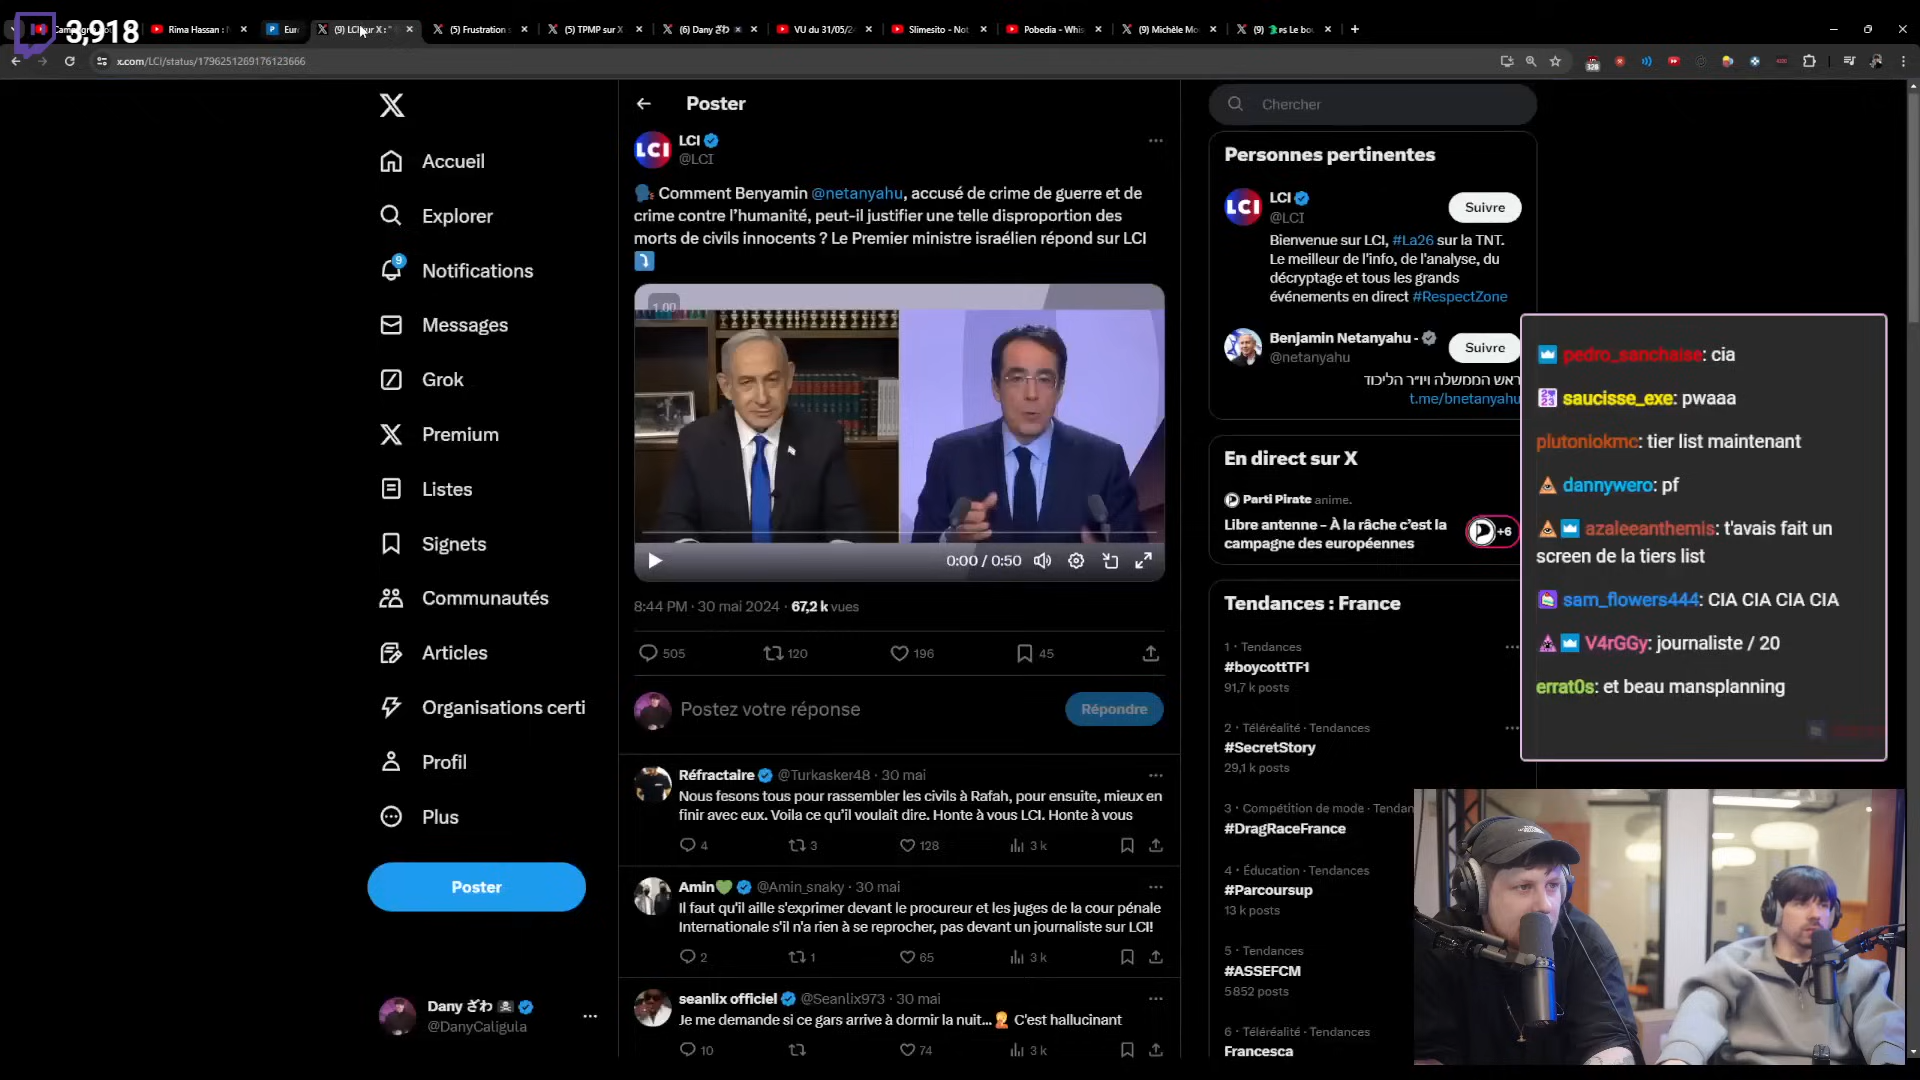 3,918
Rima Hassan :
Eur
(9) LCI sur X : "
(5) Frustration
(5) TPMP sur X
(6) Dany ざわ
VU du 31/05/2
Slimesito - Not
Pobedia - Whis
(9) Michèle Mo
x.com/LCI/status/1796251269176123666
328
Accueil
Explorer
9
Notifications
Messages
Grok
Premium
Listes
Signets
Communautés
Articles
Organisations certi
Profil
Plus
Poster
Dany ざわ
@DanyCaligula
Poster
LCI
@LCI
Comment Benyamin @netanyahu, accusé de crime de guerre et de
crime contre l’humanité, peut-il justifier une telle disproportion des
morts de civils innocents ? Le Premier ministre israélien répond sur LCI
1.00
LCI
0:00 / 0:50
8:44 PM · 30 mai 2024 · 67,2 k vues
505
120
196
45
Postez votre réponse
Répondre
Réfractaire @Turkasker48 · 30 mai
Nous fesons tous pour rassembler les civils à Rafah, pour ensuite, mieux en
finir avec eux. Voila ce qu’il voulait dire. Honte à vous LCI. Honte à vous
4
3
128
3 k
Amin @Amin_snaky · 30 mai
Il faut qu'il aille s'exprimer devant le procureur et les juges de la cour pénale
Internationale s'il n'a rien à se reprocher, pas devant un journaliste sur LCI!
2
1
65
3 k
seanlix officiel @Seanlix973 · 30 mai
Je me demande si ce gars arrive à dormir la nuit... C'est hallucinant
10
74
3 k
Chercher
Personnes pertinentes
LCI
LCI
@LCI
Suivre
Bienvenue sur LCI, #La26 sur la TNT.
Le meilleur de l'info, de l'analyse, du
décryptage et tous les grands
événements en direct #RespectZone
Benjamin Netanyahu -
@netanyahu
Suivre
ראש הממשלה ויו״ר הליכוד
t.me/bnetanyahu
En direct sur X
Parti Pirate anime.
Libre antenne – À la râche c’est la
campagne des européennes
+6
Tendances : France
1 · Tendances
#boycottTF1
91,7 k posts
2 · Téléréalité · Tendances
#SecretStory
29,1 k posts
3 · Compétition de mode · Tendan
#DragRaceFrance
4 · Éducation · Tendances
#Parcoursup
13 k posts
5 · Tendances
#ASSEFCM
5 852 posts
6 · Téléréalité · Tendances
Francesca
pedro_sanchaise: cia
saucisse_exe: pwaaa
plutoniokmc: tier list maintenant
dannywero: pf
azaleeanthemis: t'avais fait un
screen de la tiers list
sam_flowers444: CIA CIA CIA CIA
V4rGGy: journaliste / 20
errat0s: et beau mansplanning